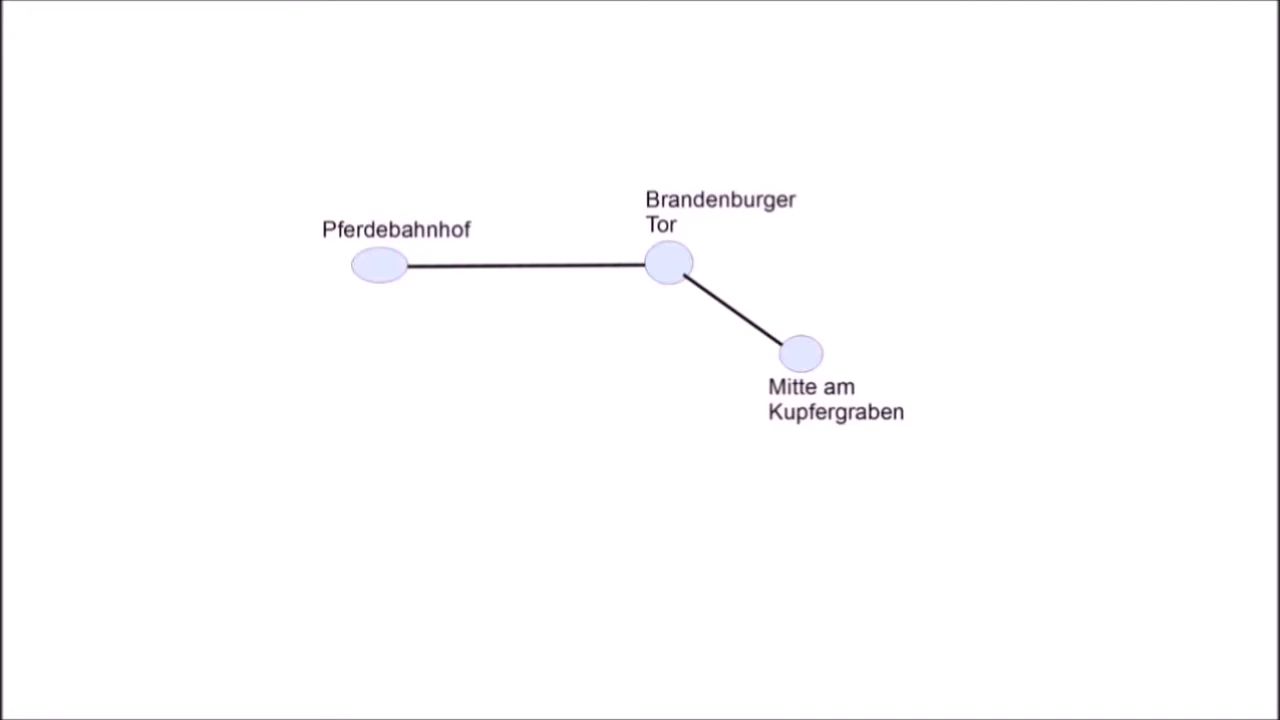 Pferdebahnhof
Brandenburger
Tor
Mitte am
Kupfergraben